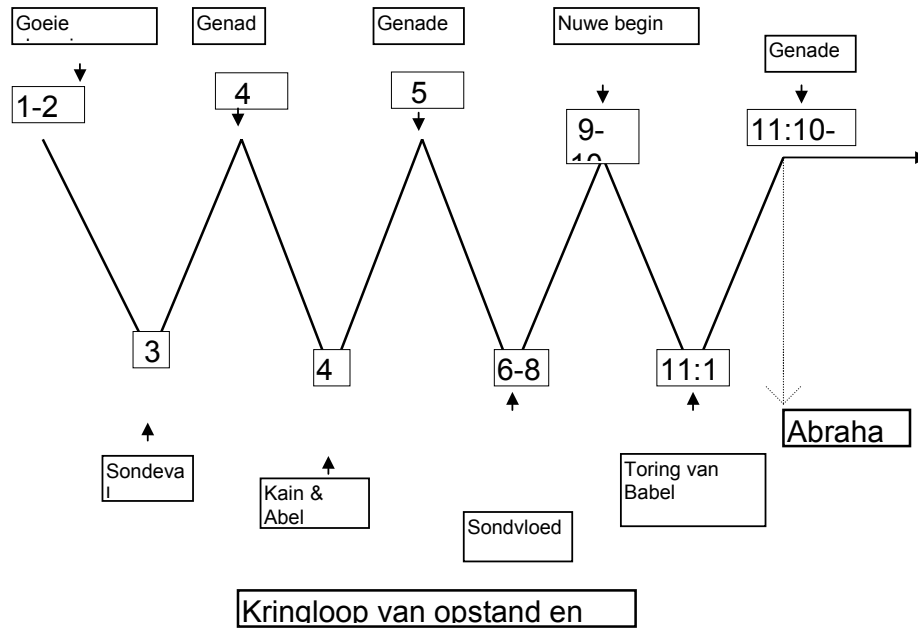 Goeie
Genad
Genade
Nuwe begin
Genade
1-2
4
5
9-
11:10-
3
4
6-8
11:1
Abraha
Sondeva
Kain &
Abel
Sondvloed
Toring van
Babel
Kringloop van opstand en